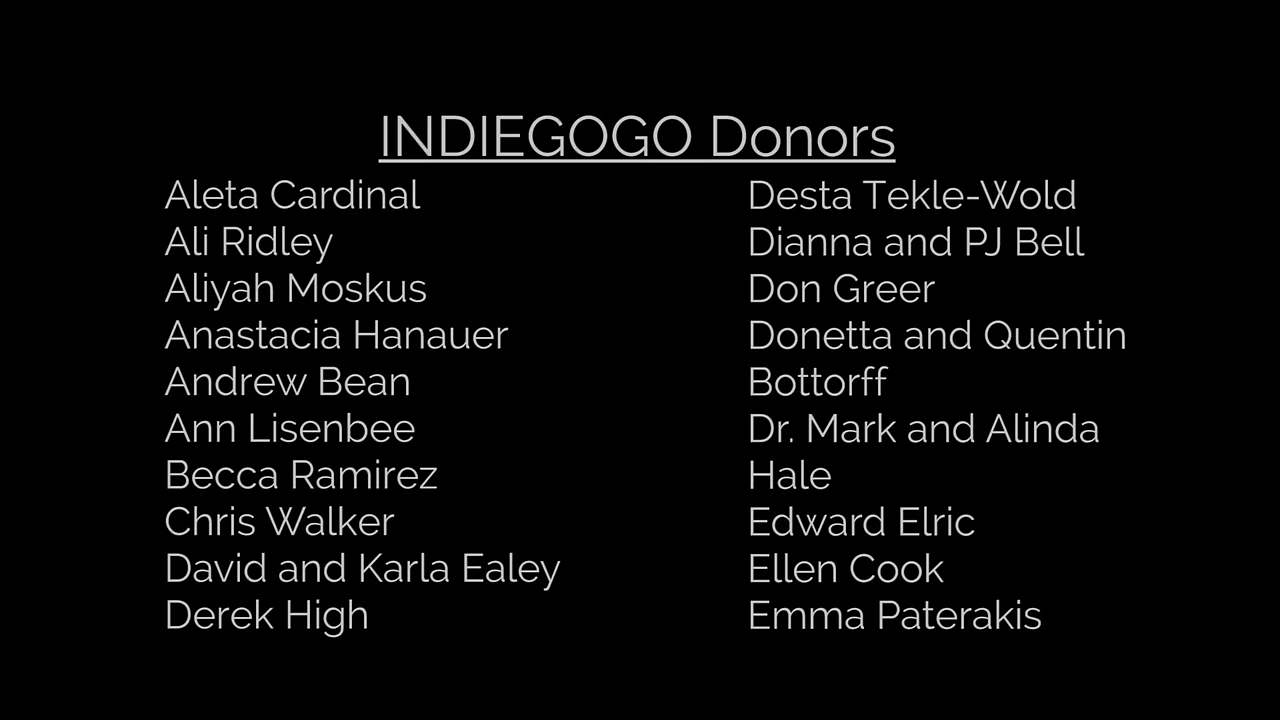 INDIEGOGO Donors
Aleta Cardinal
Ali Ridley
Aliyah Moskus
Anastacia Hanauer
Andrew Bean
Ann Lisenbee
Becca Ramirez
Chris Walker
David and Karla Ealey
Derek High
Desta Tekle-Wold
Dianna and PJ Bell
Don Greer
Donetta and Quentin
Bottorff
Dr. Mark and Alinda
Hale
Edward Elric
Ellen Cook
Emma Paterakis